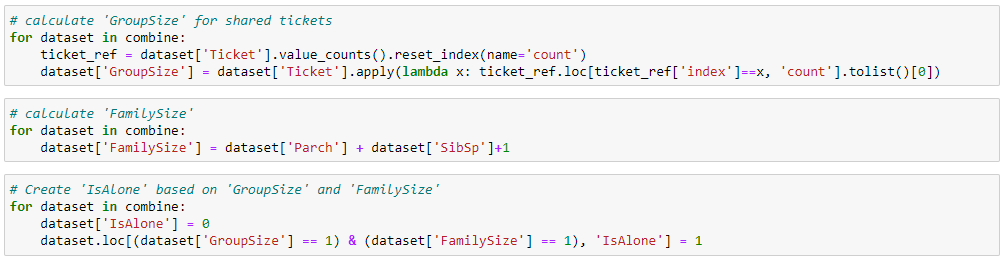 # calculate 'GroupSize' for shared tickets
for dataset in combine:
    ticket_ref = dataset['Ticket'].value_counts().reset_index(name='count')
    dataset['GroupSize'] = dataset['Ticket'].apply(lambda x: ticket_ref.loc[ticket_ref['index']==x, 'count'].tolist()[0])
# calculate 'FamilySize'
for dataset in combine:
    dataset['FamilySize'] = dataset['Parch'] + dataset['SibSp']+1
# Create 'IsAlone' based on 'GroupSize' and 'FamilySize'
for dataset in combine:
    dataset['IsAlone'] = 0
    dataset.loc[(dataset['GroupSize'] == 1) & (dataset['FamilySize'] == 1), 'IsAlone'] = 1